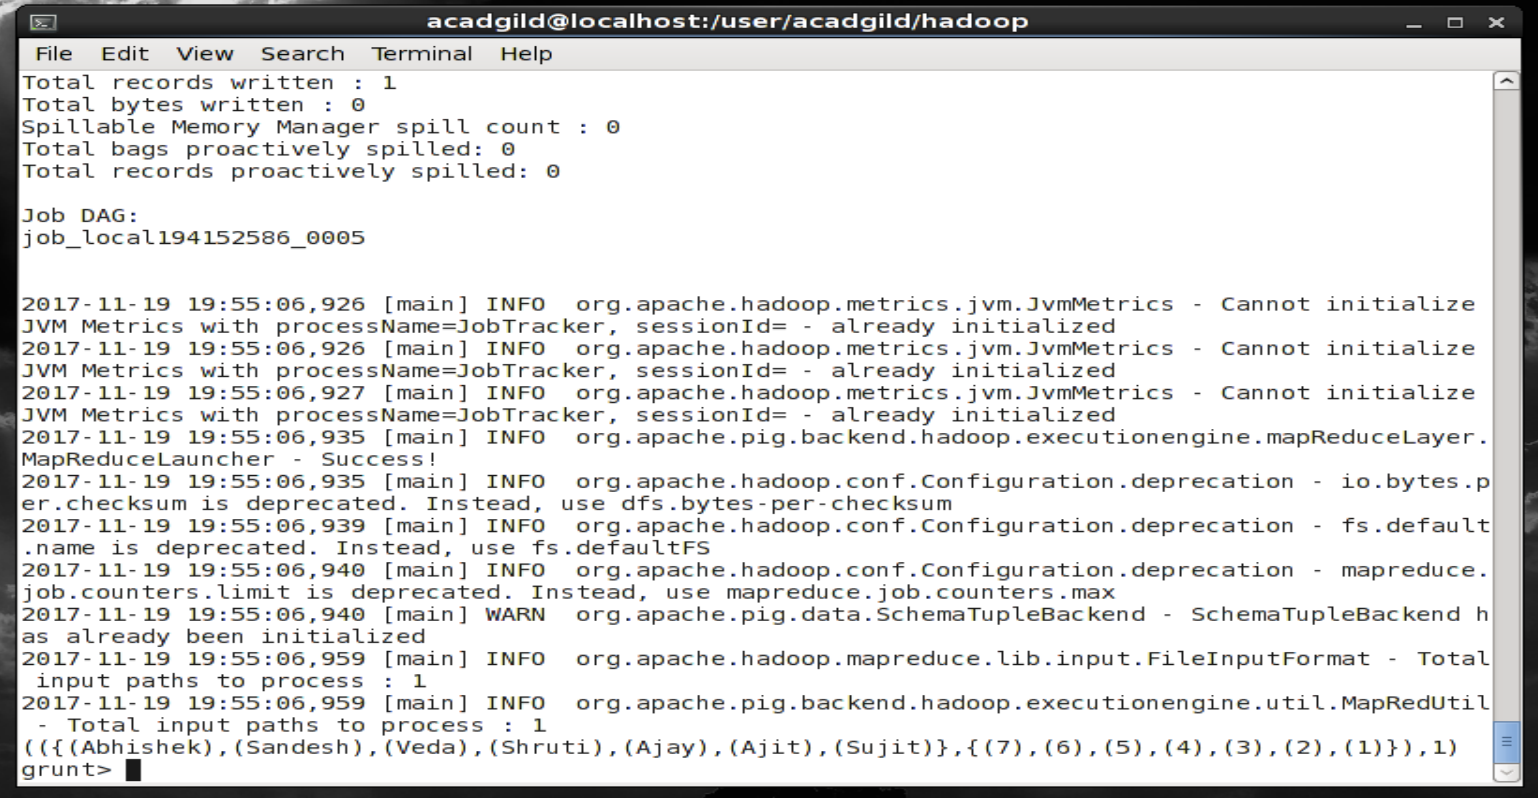 acadgild@localhost:/user/acadgild/hadoop
File Edit View Search Terminal Help
Total records written : 1
Total bytes written : 0
Spillable Memory Manager spill count : 0
Total bags proactively spilled: 0
Total records proactively spilled: 0
Job DAG:
job_local194152586_0005
2017-11-19 19:55:06,926 [main] INFO  org.apache.hadoop.metrics.jvm.JvmMetrics - Cannot initialize
JVM Metrics with processName=JobTracker, sessionId= - already initialized
2017-11-19 19:55:06,926 [main] INFO  org.apache.hadoop.metrics.jvm.JvmMetrics - Cannot initialize
JVM Metrics with processName=JobTracker, sessionId= - already initialized
2017-11-19 19:55:06,927 [main] INFO  org.apache.hadoop.metrics.jvm.JvmMetrics - Cannot initialize
JVM Metrics with processName=JobTracker, sessionId= - already initialized
2017-11-19 19:55:06,935 [main] INFO  org.apache.pig.backend.hadoop.executionengine.mapReduceLayer.
MapReduceLauncher - Success!
2017-11-19 19:55:06,935 [main] INFO  org.apache.hadoop.conf.Configuration.deprecation - io.bytes.p
er.checksum is deprecated. Instead, use dfs.bytes-per-checksum
2017-11-19 19:55:06,939 [main] INFO  org.apache.hadoop.conf.Configuration.deprecation - fs.default
.name is deprecated. Instead, use fs.defaultFS
2017-11-19 19:55:06,940 [main] INFO  org.apache.hadoop.conf.Configuration.deprecation - mapreduce.
job.counters.limit is deprecated. Instead, use mapreduce.job.counters.max
2017-11-19 19:55:06,940 [main] WARN  org.apache.pig.data.SchemaTupleBackend - SchemaTupleBackend h
as already been initialized
2017-11-19 19:55:06,959 [main] INFO  org.apache.hadoop.mapreduce.lib.input.FileInputFormat - Total
 input paths to process : 1
2017-11-19 19:55:06,959 [main] INFO  org.apache.pig.backend.hadoop.executionengine.util.MapRedUtil
 - Total input paths to process : 1
(({(Abhishek),(Sandesh),(Veda),(Shruti),(Ajay),(Ajit),(Sujit)},{(7),(6),(5),(4),(3),(2),(1)}),1)
grunt>